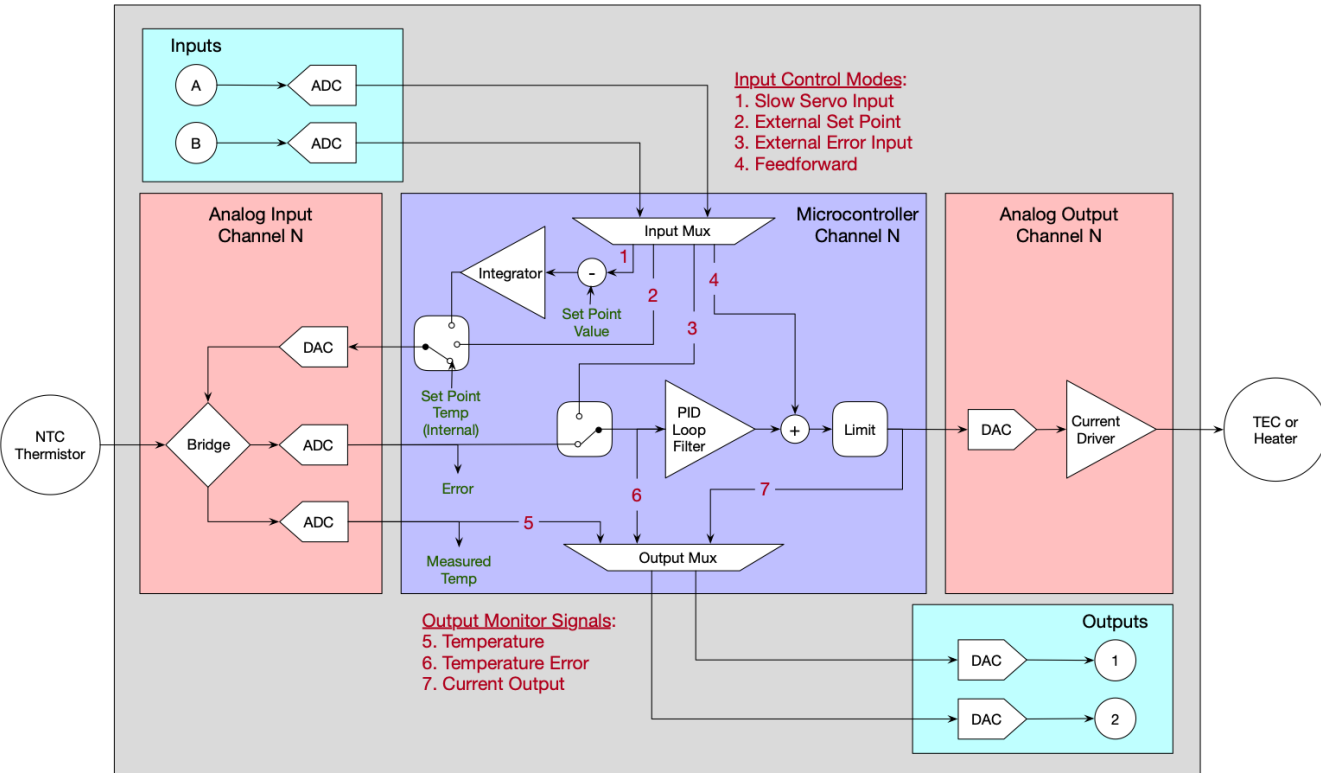 Inputs
A
ADC
B
ADC
Input Control Modes:
1. Slow Servo Input
2. External Set Point
3. External Error Input
4. Feedforward
Analog Input
Channel N
Microcontroller
Channel N
Analog Output
Channel N
Input Mux
1
2
3
4
Integrator
-
Set Point
Value
DAC
Set Point
Temp
(Internal)
NTC
Thermistor
Bridge
ADC
Error
PID
Loop
Filter
+
Limit
DAC
Current
Driver
TEC or
Heater
6
7
ADC
5
Measured
Temp
Output Mux
Output Monitor Signals:
5. Temperature
6. Temperature Error
7. Current Output
Outputs
DAC
1
DAC
2